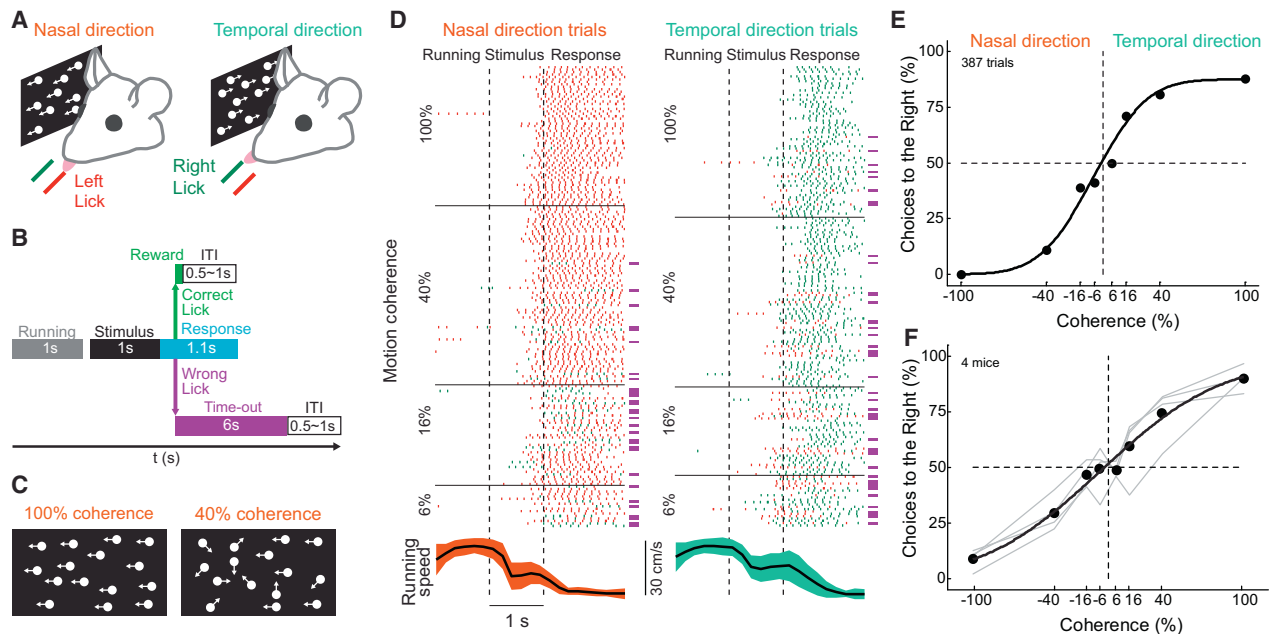 A
Nasal direction
Temporal direction
Left
Lick
Right
Lick
B
Reward
ITI
0.5~1s
Correct
Lick
Running
Stimulus
Response
1s
1s
1.1s
Wrong
Lick
Time-out
ITI
6s
0.5~1s
t (s)
C
100% coherence
40% coherence
D
Nasal direction trials
Temporal direction trials
Running Stimulus Response
Running Stimulus Response
Motion coherence
100%
40%
16%
6%
100%
40%
16%
6%
Running
speed
30 cm/s
1 s
E
Nasal direction
Temporal direction
387 trials
Choices to the Right (%)
100
75
50
25
0
-100
-40
-16
-6
6
16
40
100
Coherence (%)
F
4 mice
Choices to the Right (%)
100
75
50
25
0
-100
-40
-16
-6
6
16
40
100
Coherence (%)